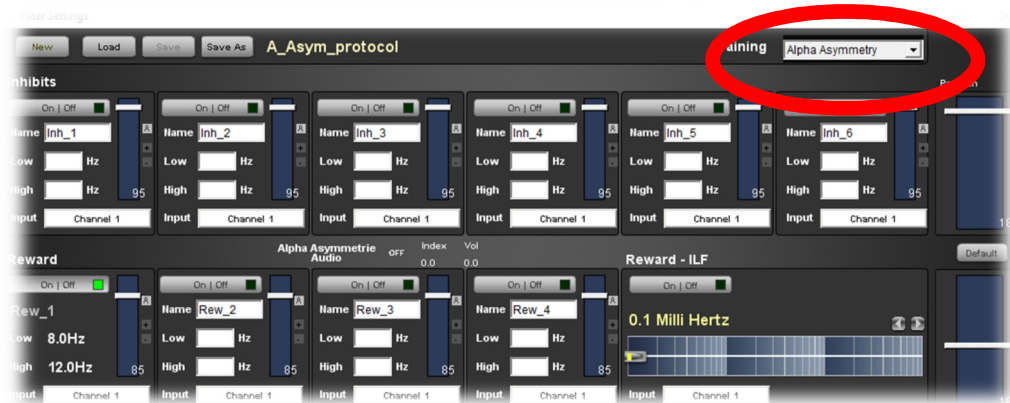 Filter Settings
New Load Save Save As A_Asym_protocol Training Alpha Asymmetry
Inhibits
On | Off On | Off On | Off On | Off On | Off On | Off
Name Inh_1 Name Inh_2 Name Inh_3 Name Inh_4 Name Inh_5 Name Inh_6
Low Hz Low Hz Low Hz Low Hz Low Hz Low Hz
High Hz 95 High Hz 95 High Hz 95 High Hz 95 High Hz 95 High Hz 95
Input Channel 1 Input Channel 1 Input Channel 1 Input Channel 1 Input Channel 1 Input Channel 1
Alpha Asymmetrie Audio OFF Index 0.0 Vol 0.0
Reward Reward - ILF Default
On | Off On | Off On | Off On | Off On | Off
Rew_1 Name Rew_2 Name Rew_3 Name Rew_4 0.1 Milli Hertz
Low 8.0Hz Low Hz Low Hz Low Hz
High 12.0Hz 85 High Hz 85 High Hz 85 High Hz 85
Input Channel 1 Input Channel 1 Input Channel 1 Input Channel 1 Input Channel 1